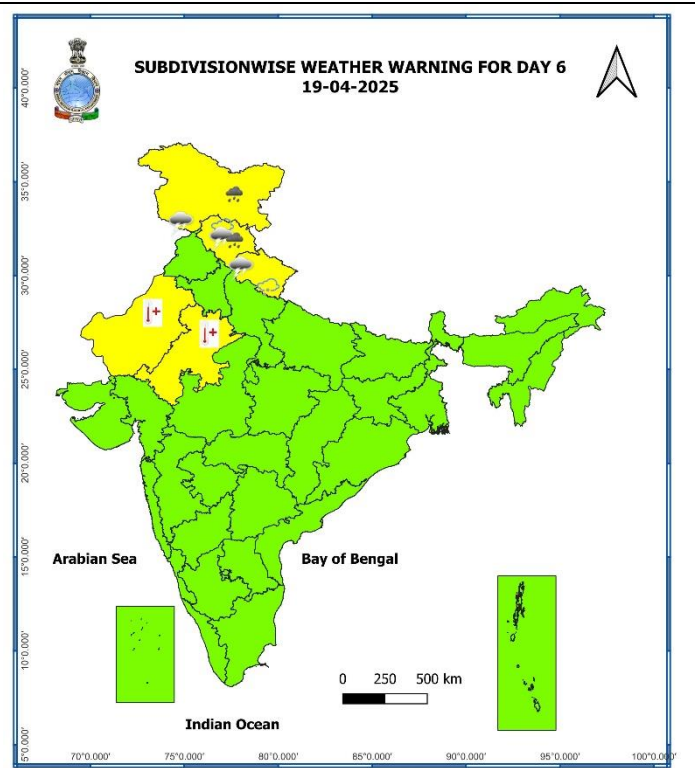 SUBDIVISIONWISE WEATHER WARNING FOR DAY 6
19-04-2025
40°0.000'
35°0.000'
30°0.000'
25°0.000'
20°0.000'
15°0.000'
10°0.000'
5°0.000'
Arabian Sea
Bay of Bengal
0 250 500 km
Indian Ocean
70°0.000' 75°0.000' 80°0.000' 85°0.000' 90°0.000' 95°0.000' 100°0.000'